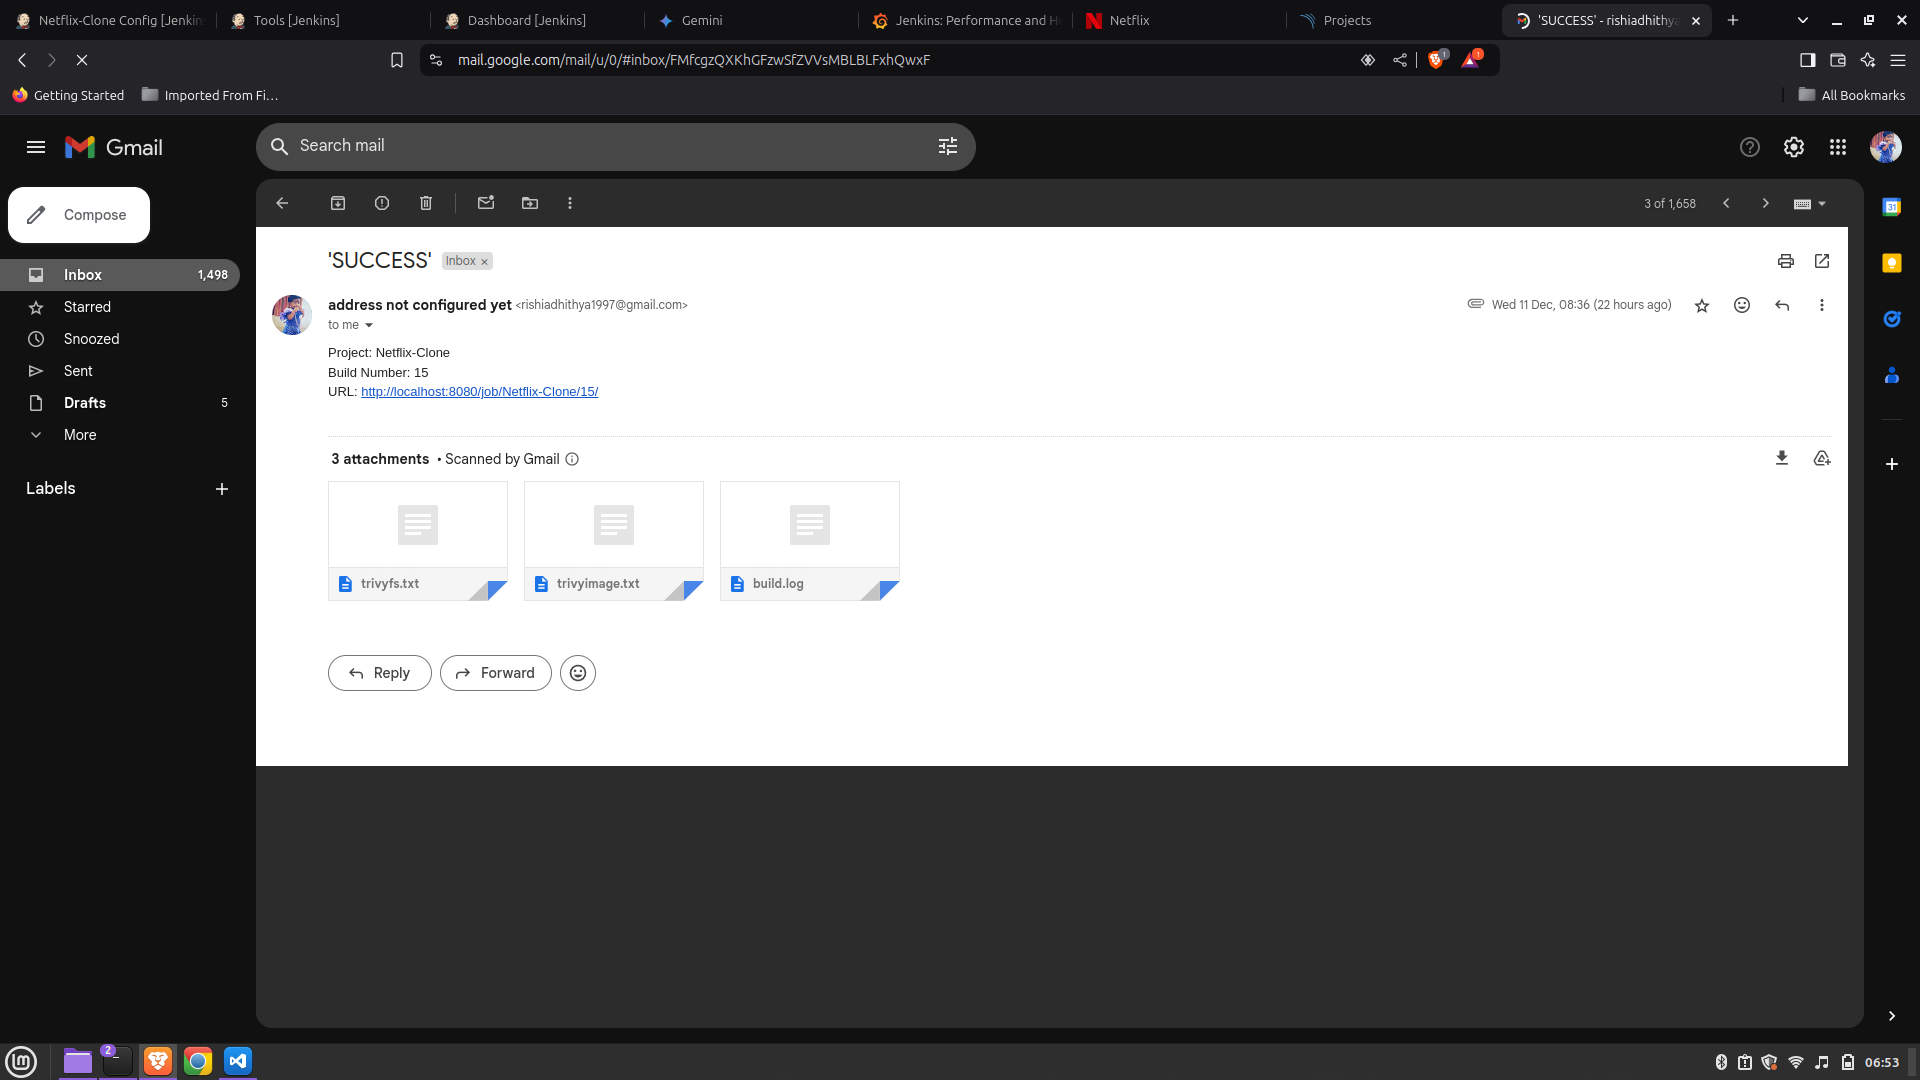 Netflix-Clone Config [Jenkin
Tools [Jenkins]
Dashboard [Jenkins]
Gemini
Jenkins: Performance and H
Netflix
Projects
'SUCCESS' - rishiadhithya
mail.google.com/mail/u/0/#inbox/FMfcgzQXKhGFzwSfZVVsMBLBLFxhQwxF
1
1
Getting Started
Imported From Fi...
All Bookmarks
Gmail
Search mail
Compose
3 of 1,658
31
'SUCCESS'
Inbox ×
Inbox
1,498
Starred
Snoozed
Sent
Drafts
5
More
Labels
address not configured yet <rishiadhithya1997@gmail.com>
Wed 11 Dec, 08:36 (22 hours ago)
to me
Project: Netflix-Clone
Build Number: 15
URL: http://localhost:8080/job/Netflix-Clone/15/
3 attachments • Scanned by Gmail
trivyfs.txt
trivyimage.txt
build.log
Reply
Forward
2
06:53